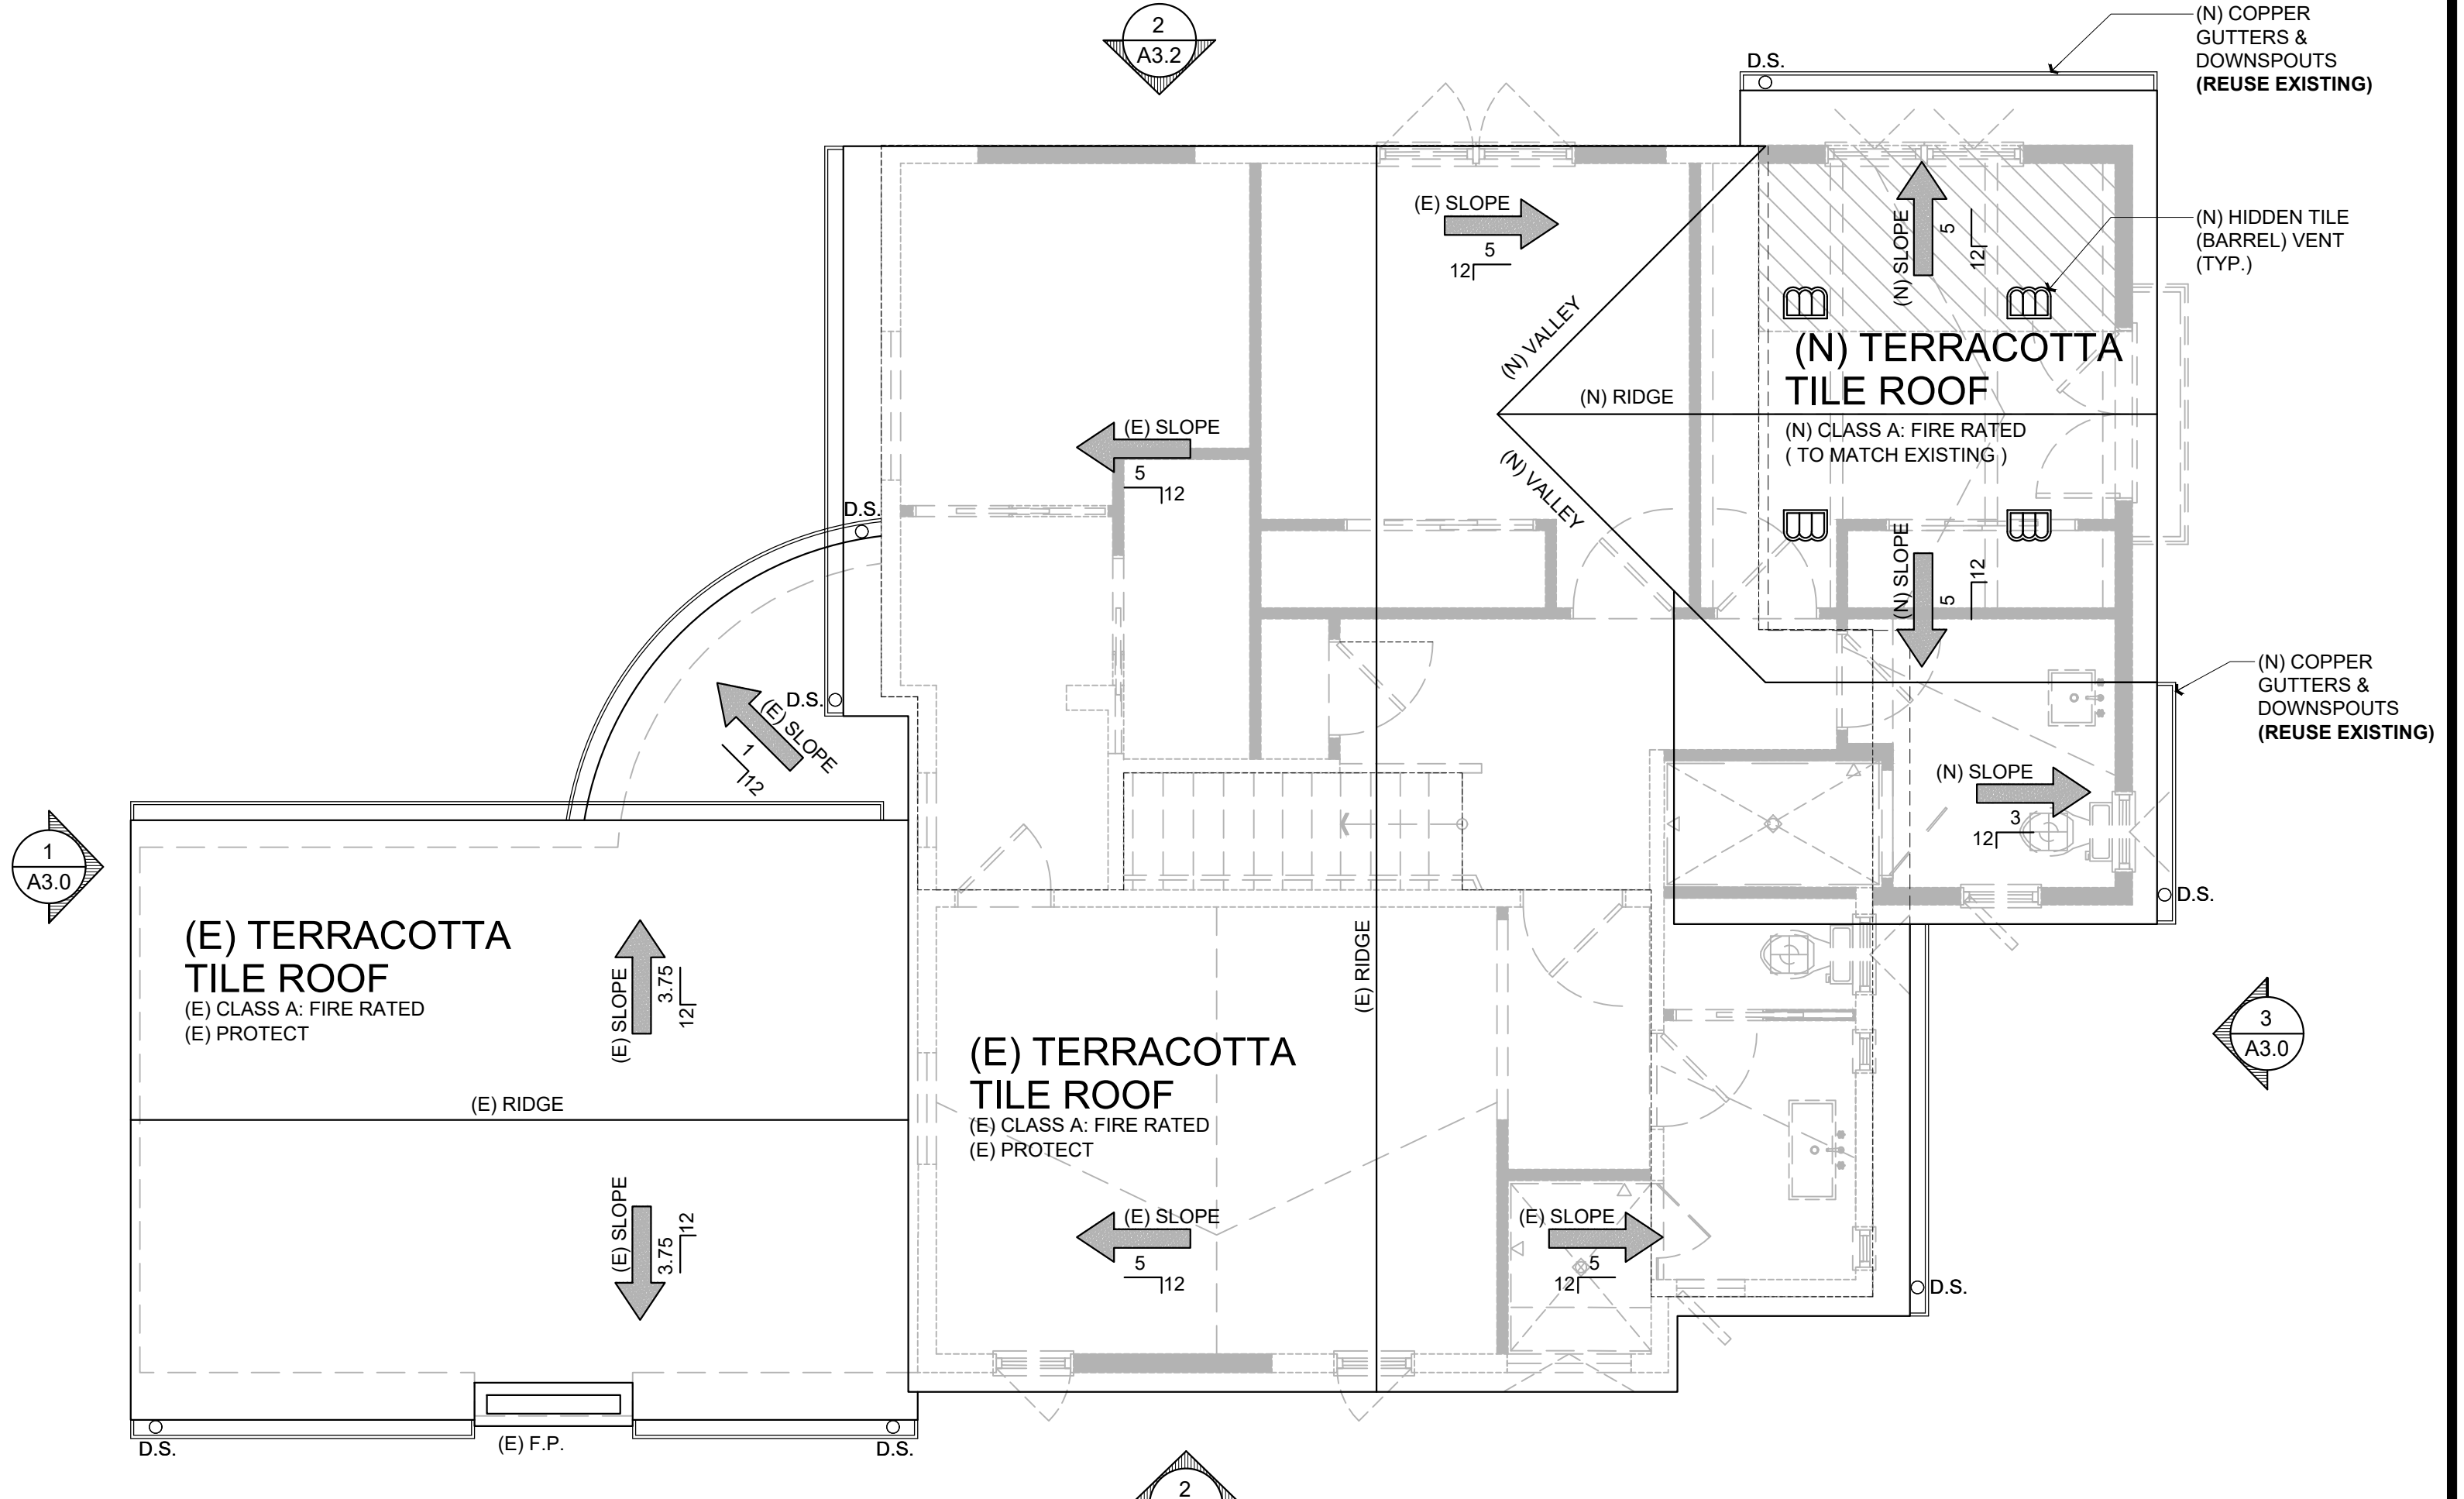 2
A3.2
(N) COPPER
GUTTERS &
DOWNSPOUTS
(REUSE EXISTING)
D.S.
(E) SLOPE
5
12
(N) SLOPE
5
12
(N) HIDDEN TILE
(BARREL) VENT
(TYP.)
(N) VALLEY
(N) RIDGE
(N) TERRACOTTA
TILE ROOF
(N) CLASS A: FIRE RATED
( TO MATCH EXISTING )
(E) SLOPE
5
12
(N) VALLEY
D.S.
(N) SLOPE
5
12
D.S.
(E) SLOPE
1
12
(N) COPPER
GUTTERS &
DOWNSPOUTS
(REUSE EXISTING)
(N) SLOPE
3
12
D.S.
1
A3.0
(E) TERRACOTTA
TILE ROOF
(E) CLASS A: FIRE RATED
(E) PROTECT
(E) SLOPE
3.75
12
(E) RIDGE
(E) RIDGE
(E) TERRACOTTA
TILE ROOF
(E) CLASS A: FIRE RATED
(E) PROTECT
3
A3.0
(E) SLOPE
3.75
12
(E) SLOPE
5
12
(E) SLOPE
5
12
D.S.
D.S.
(E) F.P.
D.S.
2